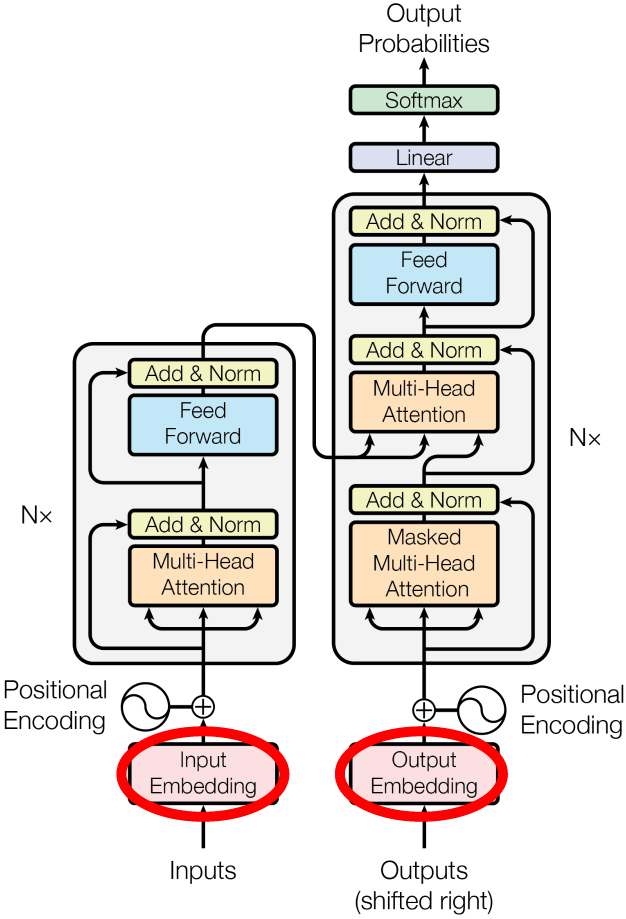 Output
Probabilities
Softmax
Linear
Add & Norm
Feed
Forward
Add & Norm
Multi-Head
Attention
Nx
Add & Norm
Masked
Multi-Head
Attention
Add & Norm
Feed
Forward
Nx
Add & Norm
Multi-Head
Attention
Positional
Encoding
Positional
Encoding
Input
Embedding
Output
Embedding
Inputs
Outputs
(shifted right)